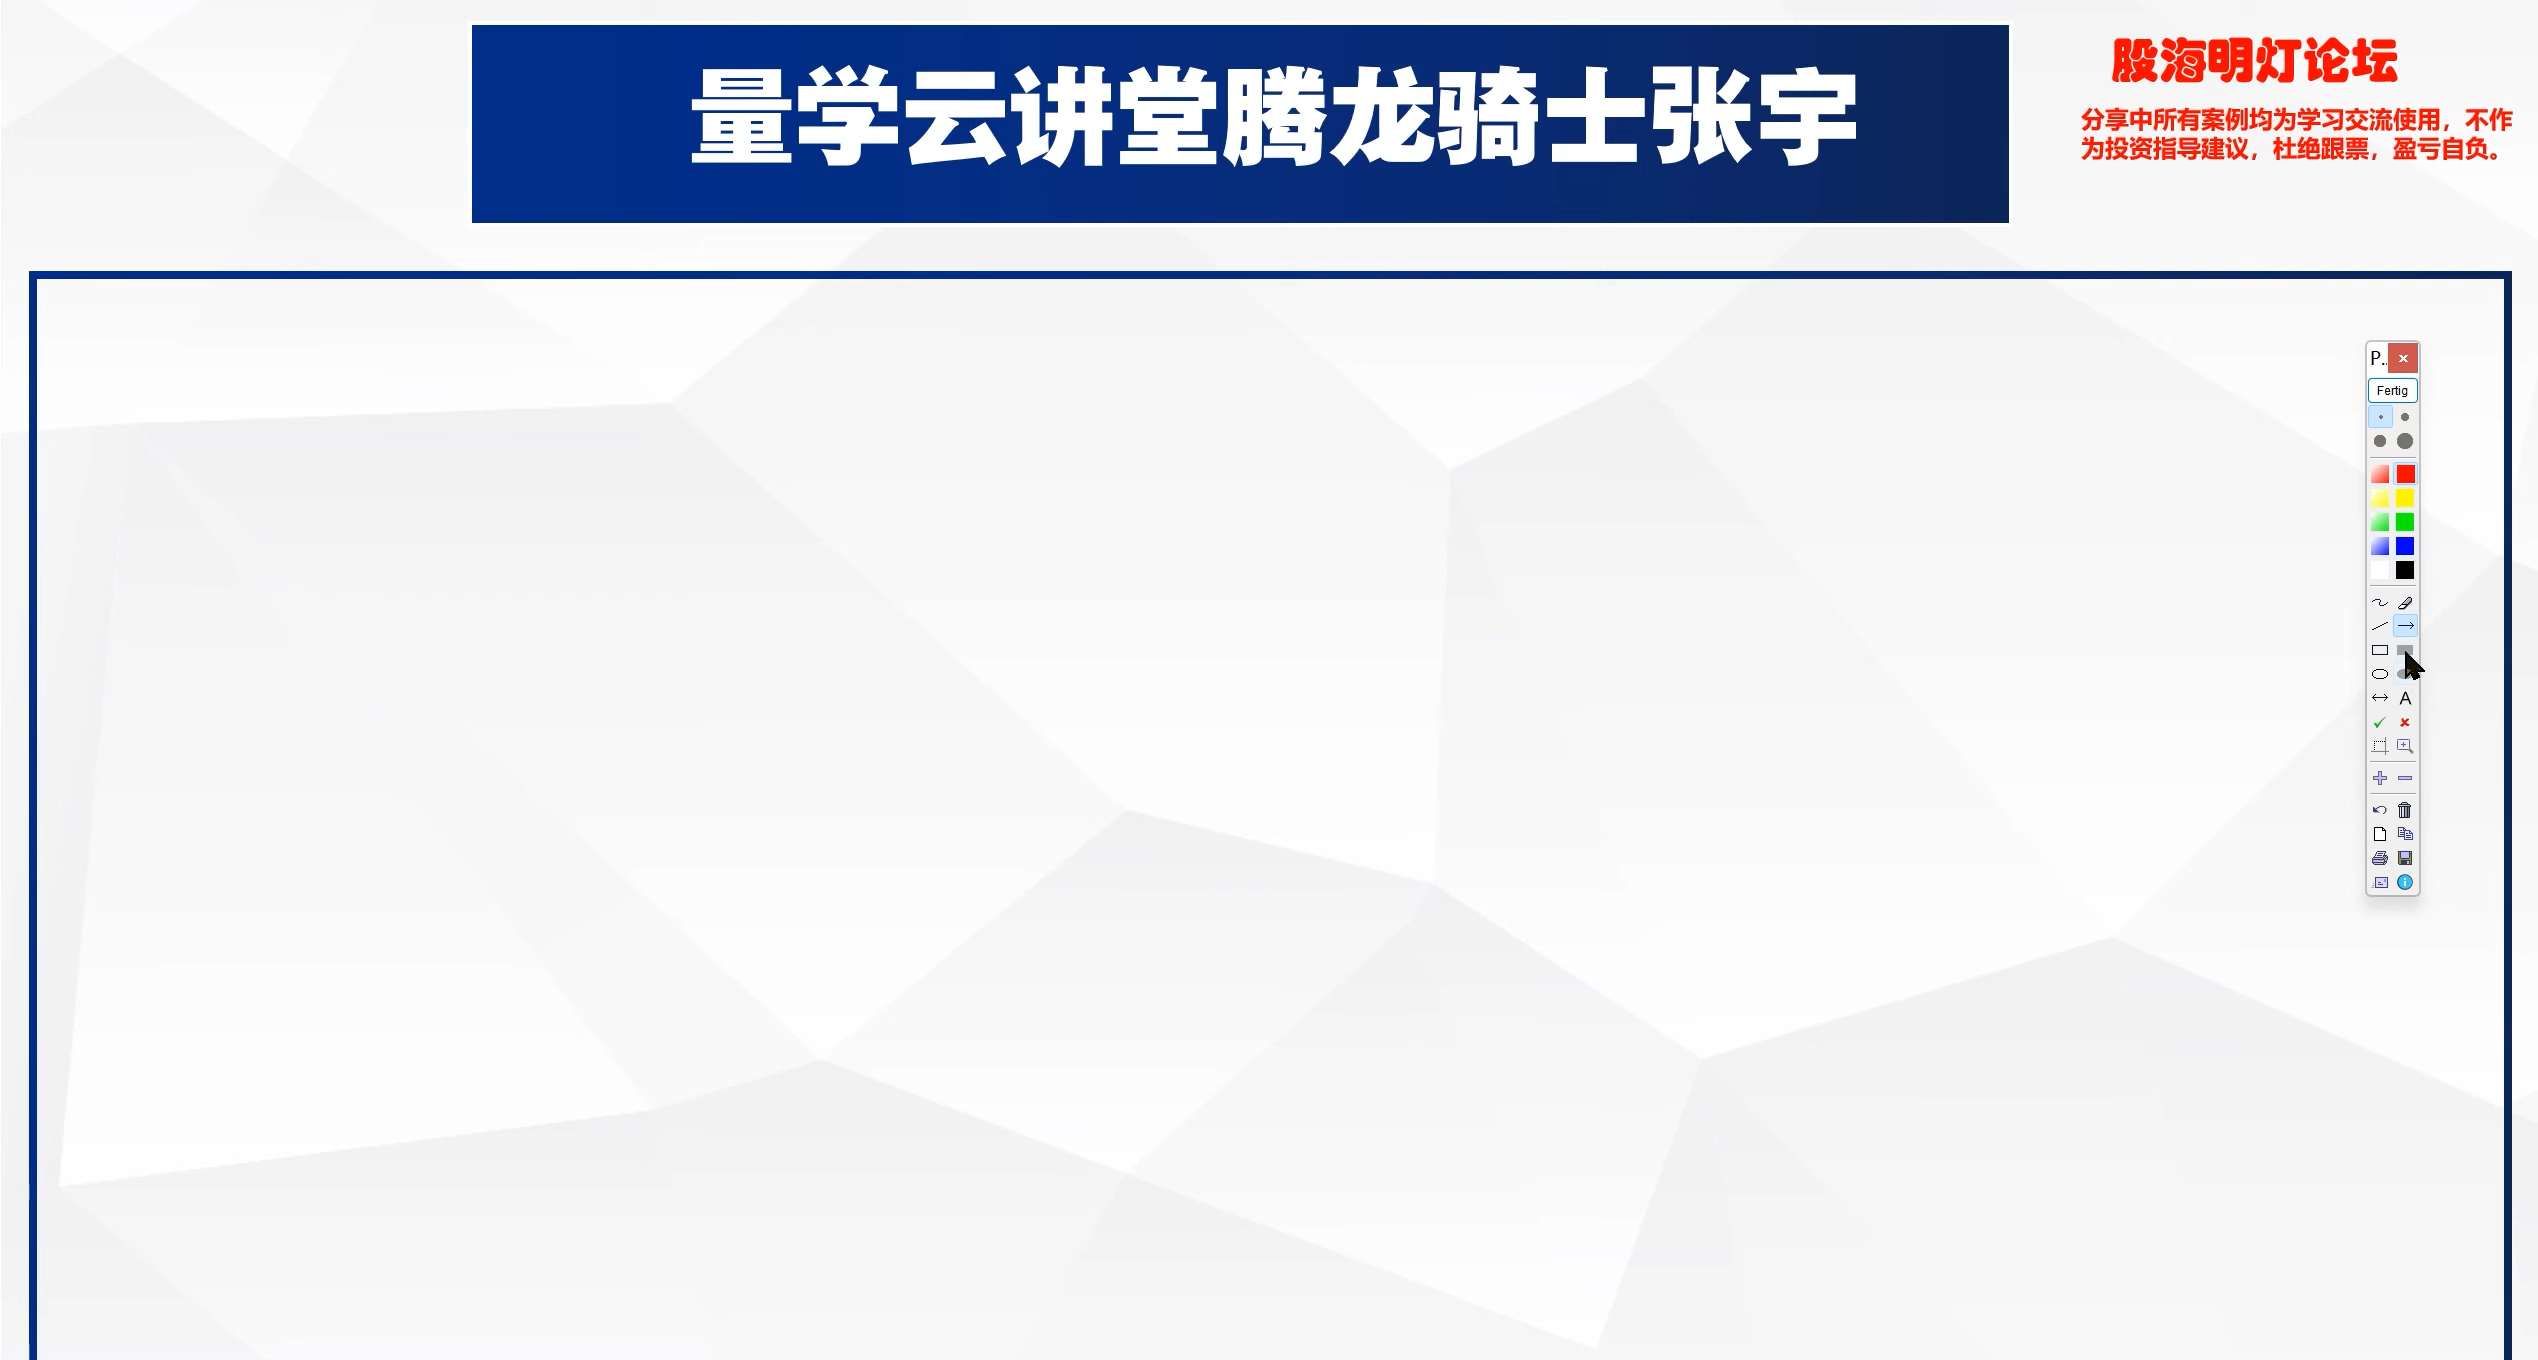 量学云讲堂腾龙骑士张宇
股海明灯论坛
分享中所有案例均为学习交流使用，不作
为投资指导建议，杜绝跟票，盈亏自负。
P..
Fertig
A